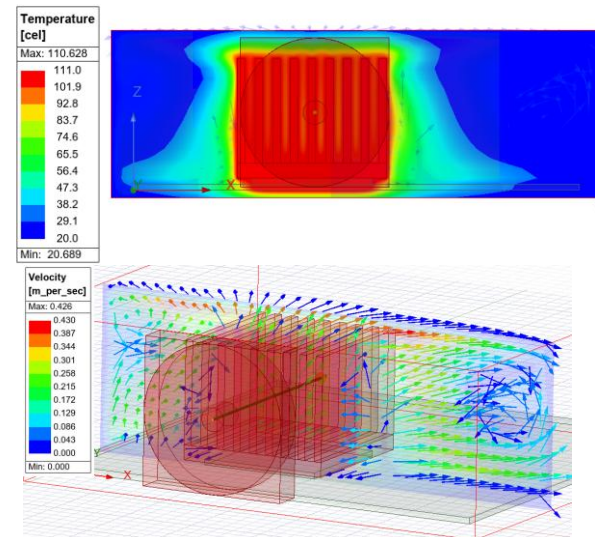 Temperature
[cel]
Max: 110.628
111.0
101.9
92.8
83.7
74.6
65.5
56.4
47.3
38.2
29.1
20.0
Min: 20.689
Z
X
Velocity
[m_per_sec]
Max: 0.426
0.430
0.387
0.344
0.301
0.258
0.215
0.172
0.129
0.086
0.043
0.000
Min: 0.000
Y
X